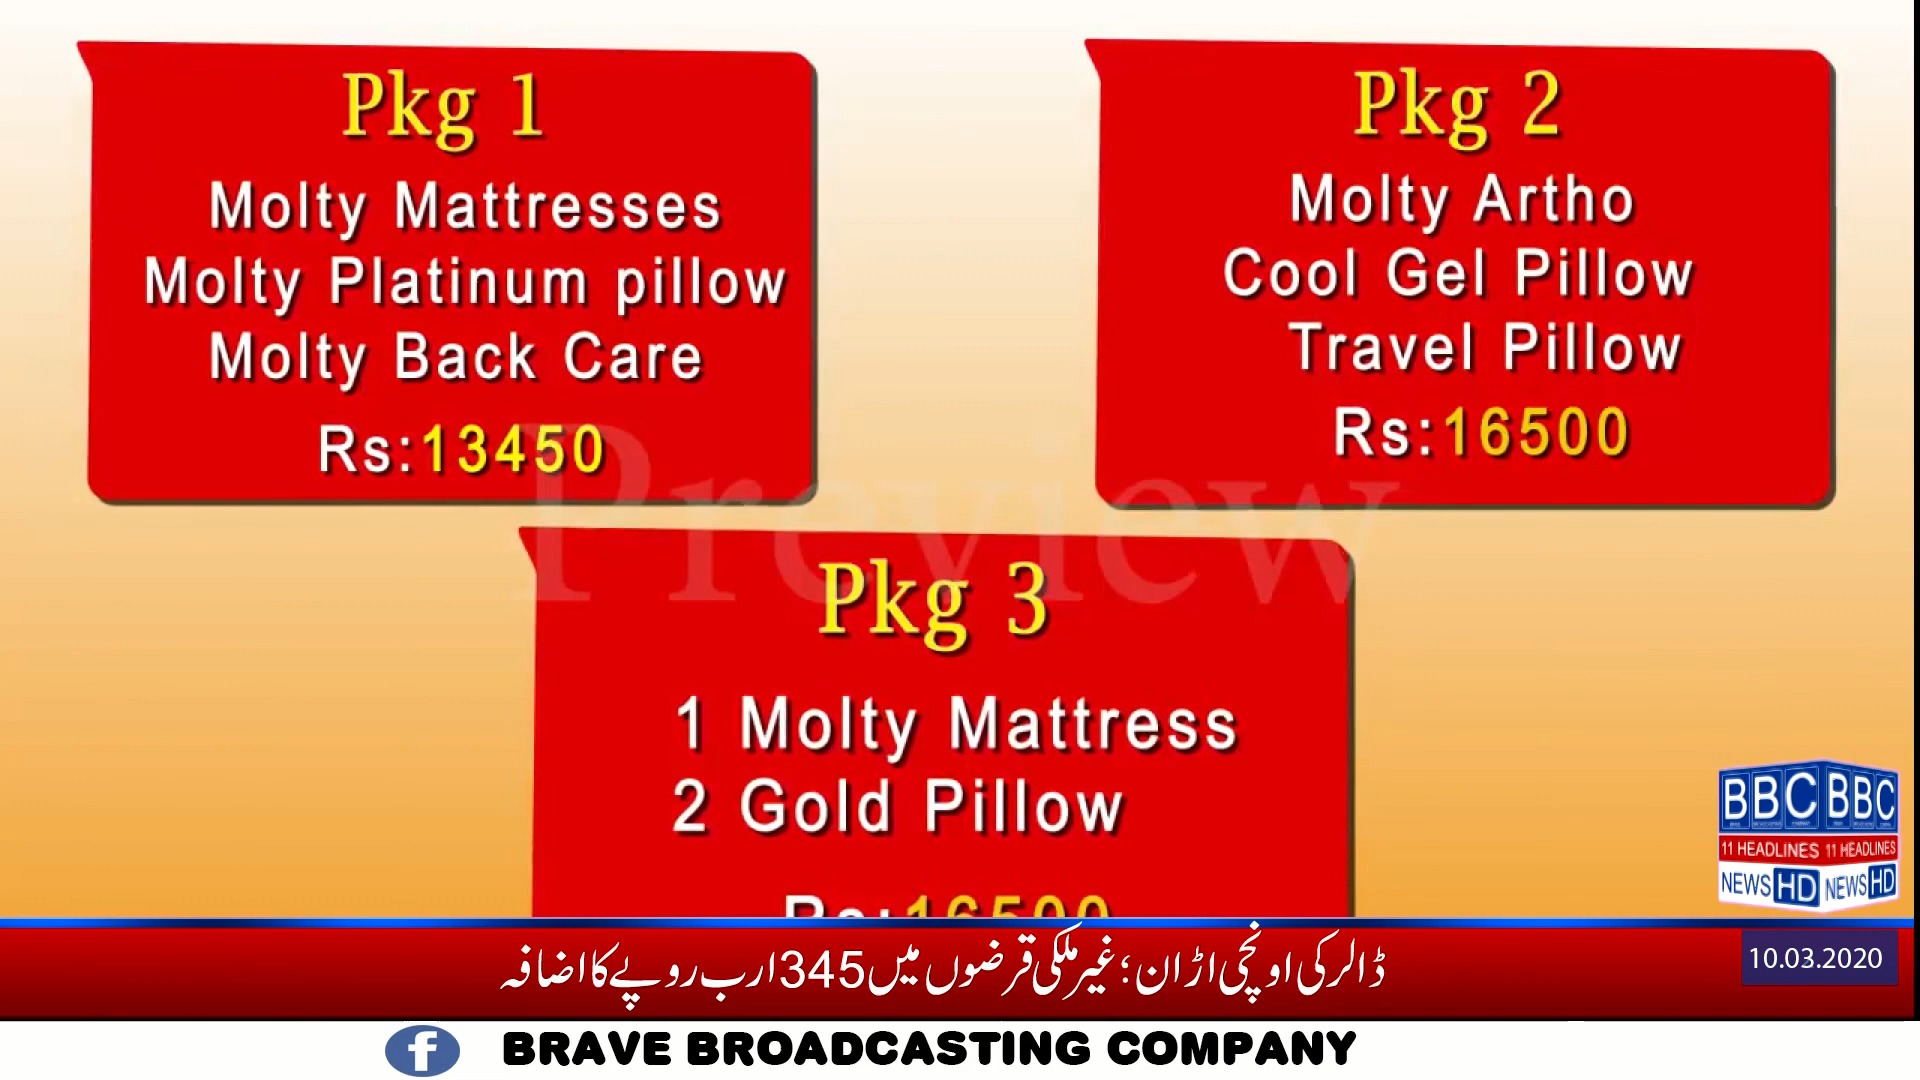 Pkg 1
Molty Mattresses
Molty Platinum pillow
Molty Back Care
Rs:13450
Pkg 2
Molty Artho
Cool Gel Pillow
Travel Pillow
Rs:16500
Preview
Pkg 3
1 Molty Mattress
2 Gold Pillow
Rs:16500
BBC BBC
11 HEADLINES 11 HEADLINES
NEWS HD NEWS HD
ڈالر کی اونچی اڑان؛ غیر ملکی قرضوں میں 345 ارب روپے کا اضافہ
10.03.2020
f BRAVE BROADCASTING COMPANY